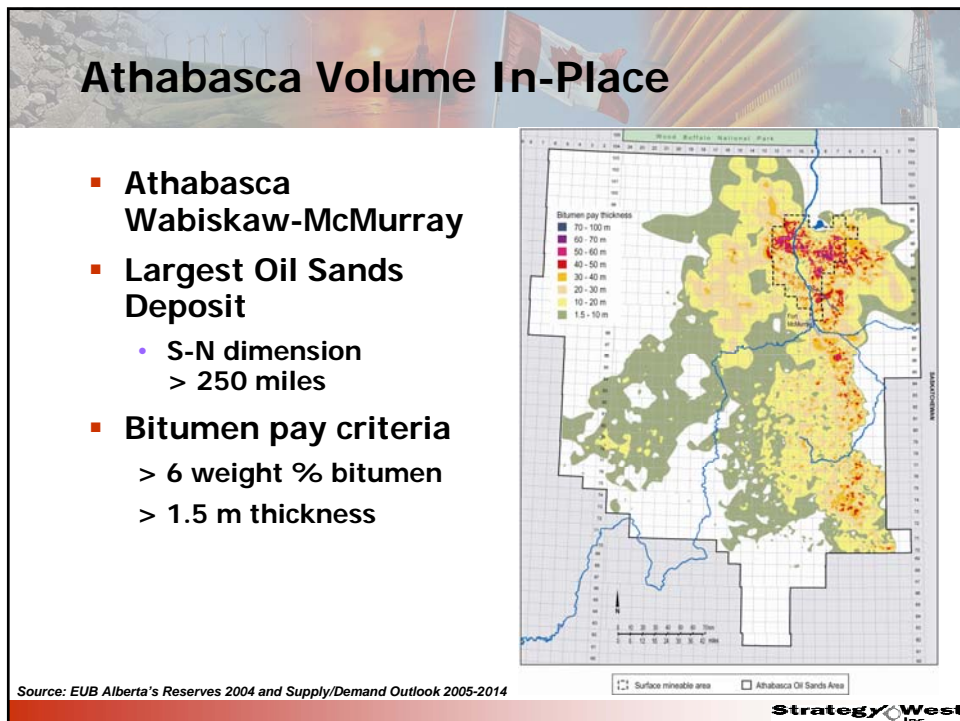 Athabasca Volume In-Place
▪ Athabasca
Wabiskaw-McMurray
▪ Largest Oil Sands
Deposit
• S-N dimension
> 250 miles
▪ Bitumen pay criteria
> 6 weight % bitumen
> 1.5 m thickness
Wood Buffalo National Park
Bitumen pay thickness
70 - 100 m
60 - 70 m
50 - 60 m
40 - 50 m
30 - 40 m
20 - 30 m
10 - 20 m
1.5 - 10 m
Fort
McMurray
SASKATCHEWAN
N
Surface mineable area
Athabasca Oil Sands Area
Source: EUB Alberta's Reserves 2004 and Supply/Demand Outlook 2005-2014
Strategy West
Inc.